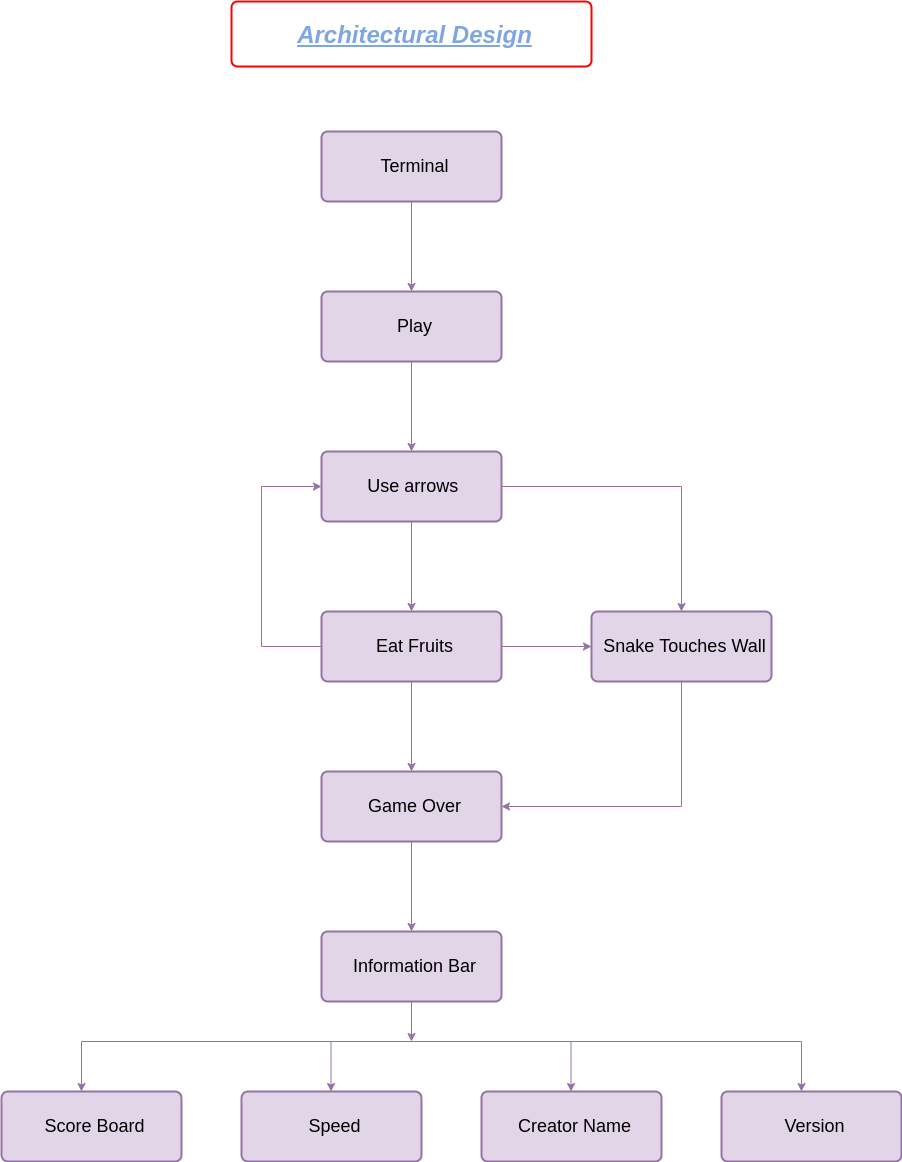 Architectural Design
Terminal
Play
Use arrows
Eat Fruits
Snake Touches Wall
Game Over
Information Bar
Score Board
Speed
Creator Name
Version